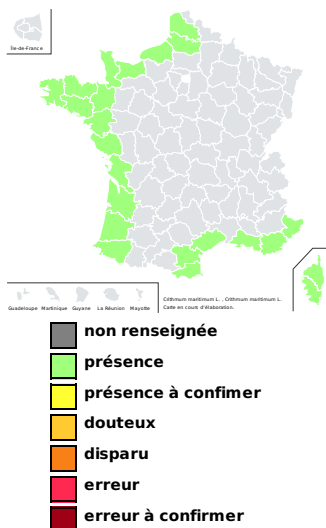 Île-de-France
Guadeloupe Martinique Guyane La Réunion Mayotte
Crithmum maritimum L. , Crithmum maritimum L.
Carte en cours d'élaboration.
non renseignée
présence
présence à confimer
douteux
disparu
erreur
erreur à confirmer